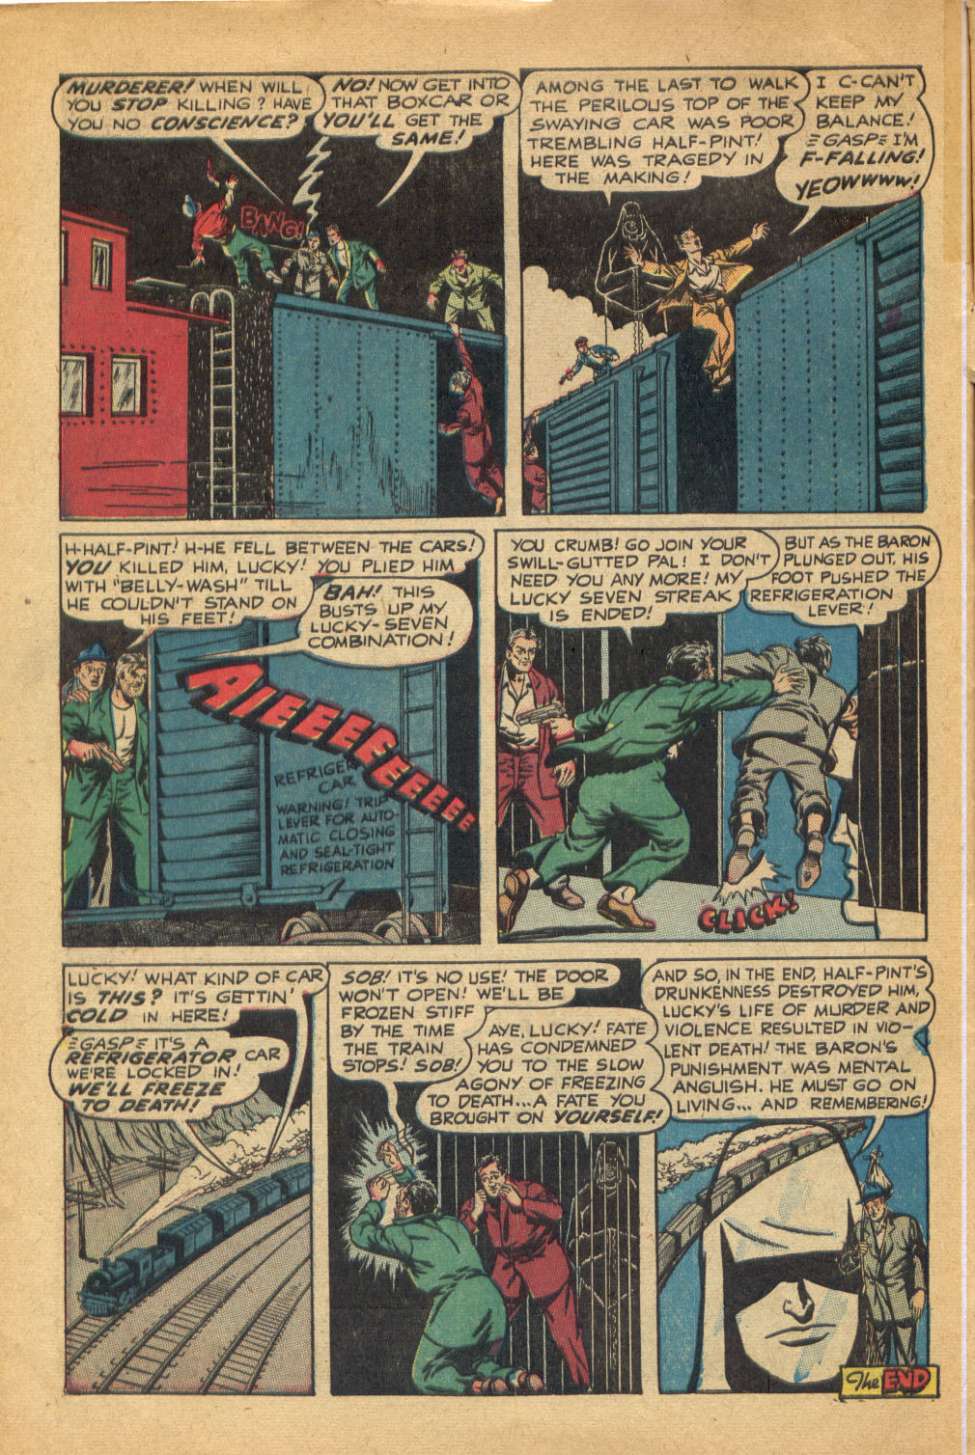 MURDERER! WHEN WILL
YOU STOP KILLING? HAVE
YOU NO CONSCIENCE?
NO! NOW GET INTO
THAT BOXCAR OR
YOU'LL GET THE
SAME!
BANG!
AMONG THE LAST TO WALK
THE PERILOUS TOP OF THE
SWAYING CAR WAS POOR
TREMBLING HALF-PINT!
HERE WAS TRAGEDY IN
THE MAKING!
I C-CAN'T
KEEP MY
BALANCE!
GASP I'M
F-FALLING!
YEOWWWW!
H-HALF-PINT! H-HE FELL BETWEEN THE CARS!
YOU KILLED HIM, LUCKY! YOU PLIED HIM
WITH "BELLY-WASH" TILL
HE COULDN'T STAND ON
HIS FEET!
BAH! THIS
BUSTS UP MY
LUCKY-SEVEN
COMBINATION!
AIEEEEEEEEEEE
REFRIGER
CAR
WARNING! TRIP
LEVER FOR AUTO-
MATIC CLOSING
AND SEAL-TIGHT
REFRIGERATION
YOU CRUMB! GO JOIN YOUR
SWILL-GUTTED PAL! I DON'T
NEED YOU ANY MORE! MY
LUCKY SEVEN STREAK
IS ENDED!
BUT AS THE BARON
PLUNGED OUT, HIS
FOOT PUSHED THE
REFRIGERATION
LEVER!
CLICK!
LUCKY! WHAT KIND OF CAR
IS THIS? IT'S GETTIN'
COLD IN HERE!
GASP IT'S A
REFRIGERATOR CAR
WE'RE LOCKED IN!
WE'LL FREEZE
TO DEATH!
SOB! IT'S NO USE! THE DOOR
WON'T OPEN! WE'LL BE
FROZEN STIFF
BY THE TIME
THE TRAIN
STOPS! SOB!
AYE, LUCKY! FATE
HAS CONDEMNED
YOU TO THE SLOW
AGONY OF FREEZING
TO DEATH...A FATE YOU
BROUGHT ON YOURSELF!
AND SO, IN THE END, HALF-PINT'S
DRUNKENNESS DESTROYED HIM,
LUCKY'S LIFE OF MURDER AND
VIOLENCE RESULTED IN VIO-
LENT DEATH! THE BARON'S
PUNISHMENT WAS MENTAL
ANGUISH. HE MUST GO ON
LIVING... AND REMEMBERING!
The END